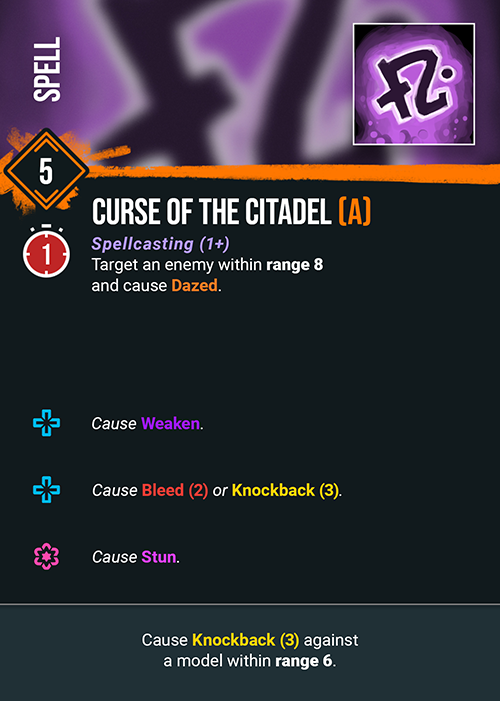 SPELL
5
CURSE OF THE CITADEL (A)
1
Spellcasting (1+)
Target an enemy within range 8
and cause Dazed.
Cause Weaken.
Cause Bleed (2) or Knockback (3).
Cause Stun.
Cause Knockback (3) against
a model within range 6.